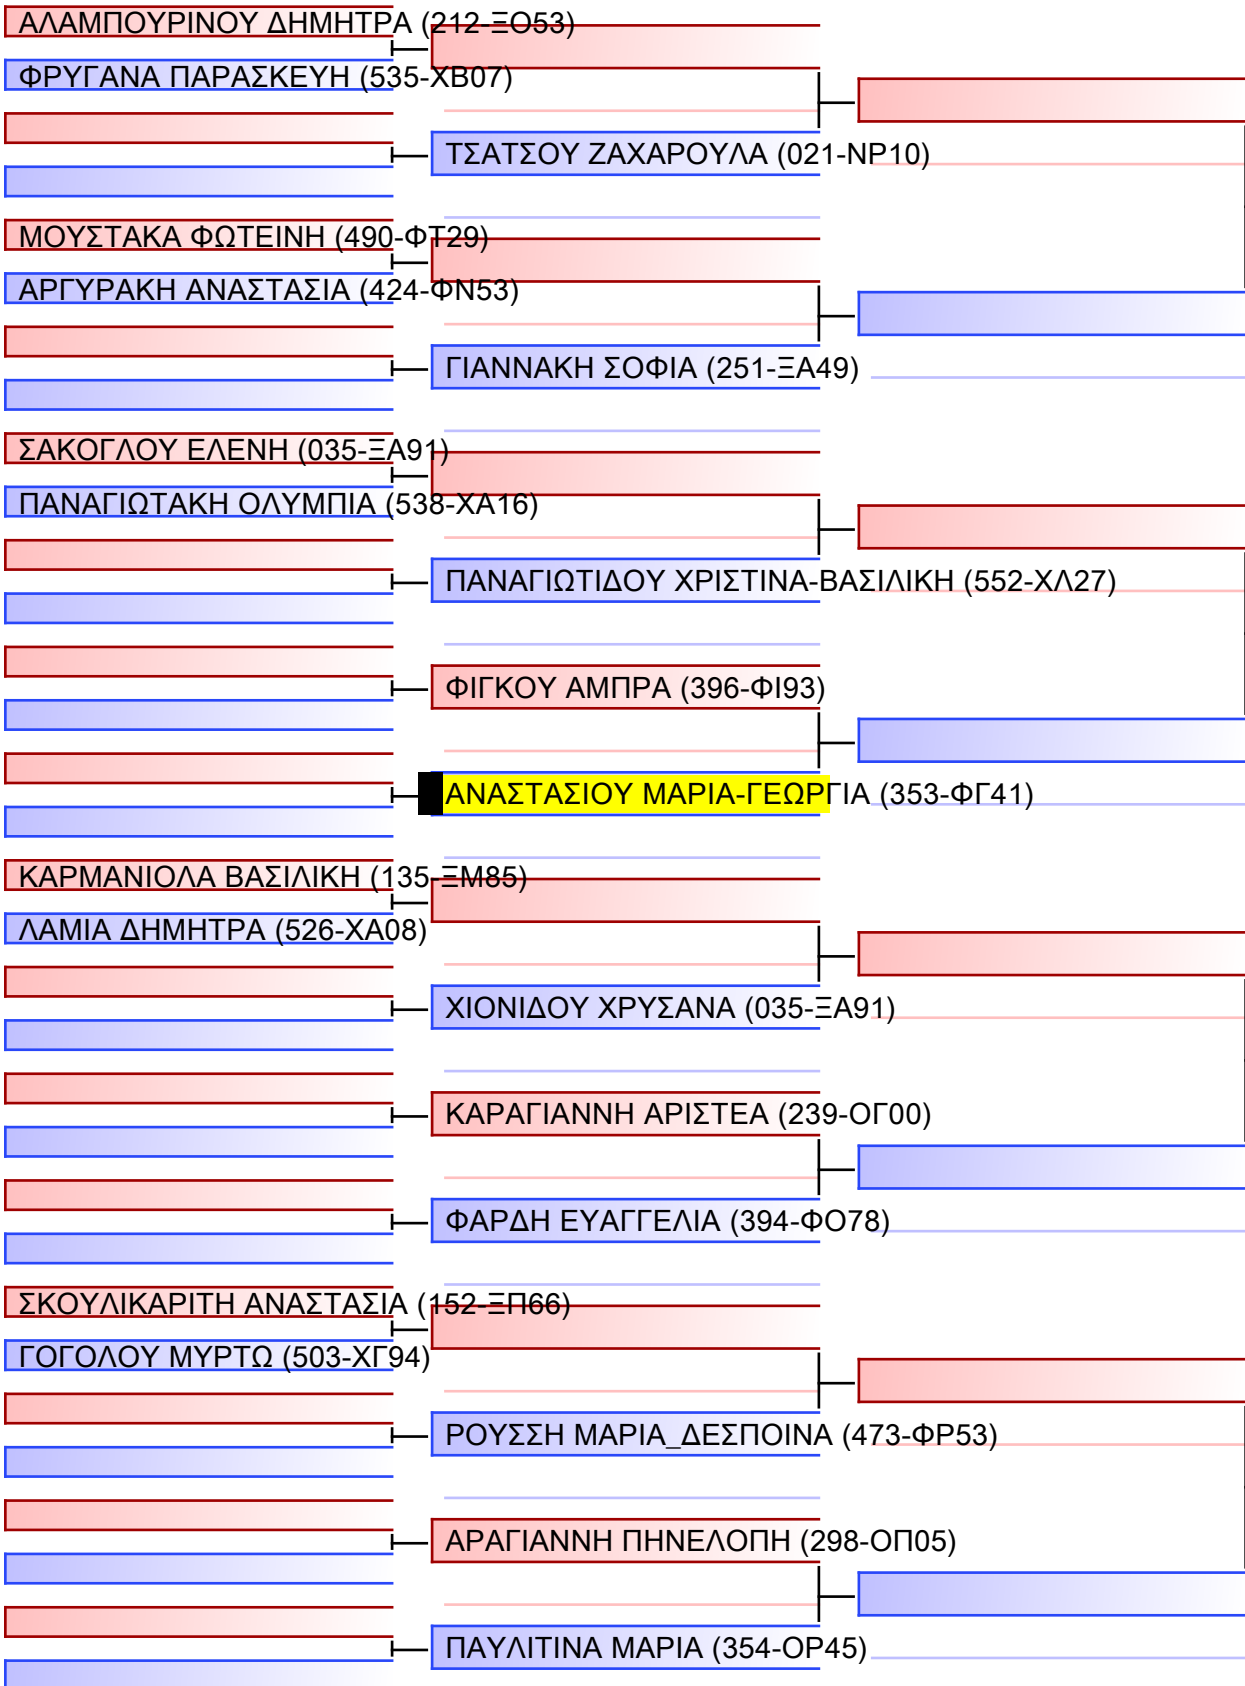 ΑΛΑΜΠΟΥΡΙΝΟΥ ΔΗΜΗΤΡΑ (212-ΞΟ53)
ΦΡΥΓΑΝΑ ΠΑΡΑΣΚΕΥΗ (535-ΧΒ07)
ΤΣΑΤΣΟΥ ΖΑΧΑΡΟΥΛΑ (021-ΝΡ10)
ΜΟΥΣΤΑΚΑ ΦΩΤΕΙΝΗ (490-ΦΤ29)
ΑΡΓΥΡΑΚΗ ΑΝΑΣΤΑΣΙΑ (424-ΦΝ53)
ΓΙΑΝΝΑΚΗ ΣΟΦΙΑ (251-ΞΑ49)
ΣΑΚΟΓΛΟΥ ΕΛΕΝΗ (035-ΞΑ91)
ΠΑΝΑΓΙΩΤΑΚΗ ΟΛΥΜΠΙΑ (538-ΧΑ16)
ΠΑΝΑΓΙΩΤΙΔΟΥ ΧΡΙΣΤΙΝΑ-ΒΑΣΙΛΙΚΗ (552-ΧΛ27)
ΦΙΓΚΟΥ ΑΜΠΡΑ (396-ΦΙ93)
ΑΝΑΣΤΑΣΙΟΥ ΜΑΡΙΑ-ΓΕΩΡΓΙΑ (353-ΦΓ41)
ΚΑΡΜΑΝΙΟΛΑ ΒΑΣΙΛΙΚΗ (135-ΞΜ85)
ΛΑΜΙΑ ΔΗΜΗΤΡΑ (526-ΧΑ08)
ΧΙΟΝΙΔΟΥ ΧΡΥΣΑΝΑ (035-ΞΑ91)
ΚΑΡΑΓΙΑΝΝΗ ΑΡΙΣΤΕΑ (239-ΟΓ00)
ΦΑΡΔΗ ΕΥΑΓΓΕΛΙΑ (394-ΦΟ78)
ΣΚΟΥΛΙΚΑΡΙΤΗ ΑΝΑΣΤΑΣΙΑ (152-ΞΠ66)
ΓΟΓΟΛΟΥ ΜΥΡΤΩ (503-ΧΓ94)
ΡΟΥΣΣΗ ΜΑΡΙΑ_ΔΕΣΠΟΙΝΑ (473-ΦΡ53)
ΑΡΑΓΙΑΝΝΗ ΠΗΝΕΛΟΠΗ (298-ΟΠ05)
ΠΑΥΛΙΤΙΝΑ ΜΑΡΙΑ (354-ΟΡ45)